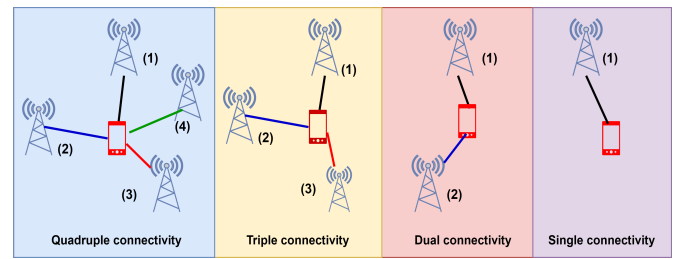 (1)
(4)
(2)
(3)
Quadruple connectivity
(1)
(2)
(3)
Triple connectivity
(1)
(2)
Dual connectivity
(1)
Single connectivity